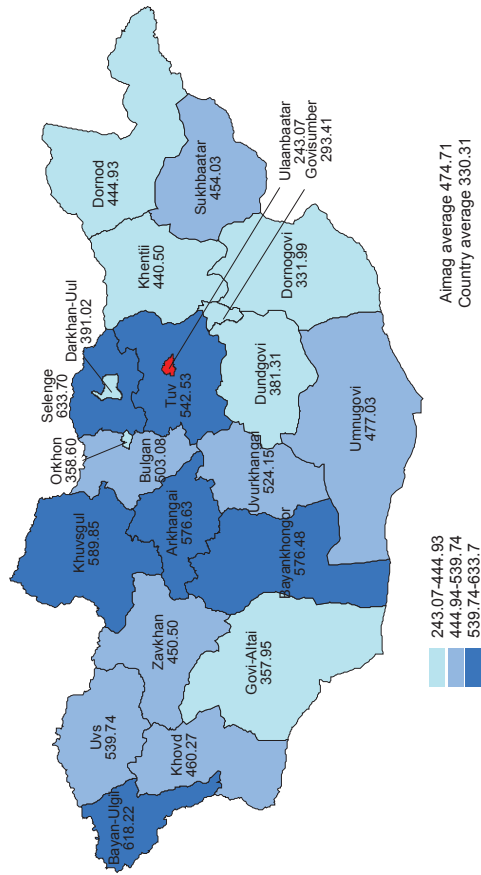 Bayan-Ulgii
618.22
Uvs
539.74
Khovd
460.27
Zavkhan
450.50
Govi-Altai
357.95
Khuvsgul
589.85
Arkhangai
576.63
Bayankhongor
576.48
Orkhon
358.60
Bulgan
503.08
Uvurkhangai
524.15
Umnugovi
477.03
Selenge
633.70
Darkhan-Uul
391.02
Tuv
542.53
Dundgovi
381.31
Khentii
440.50
Dornogovi
331.99
Dornod
444.93
Sukhbaatar
454.03
Ulaanbaatar
243.07
Govisumber
293.41
243.07-444.93
444.94-539.74
539.74-633.7
Aimag average 474.71
Country average 330.31